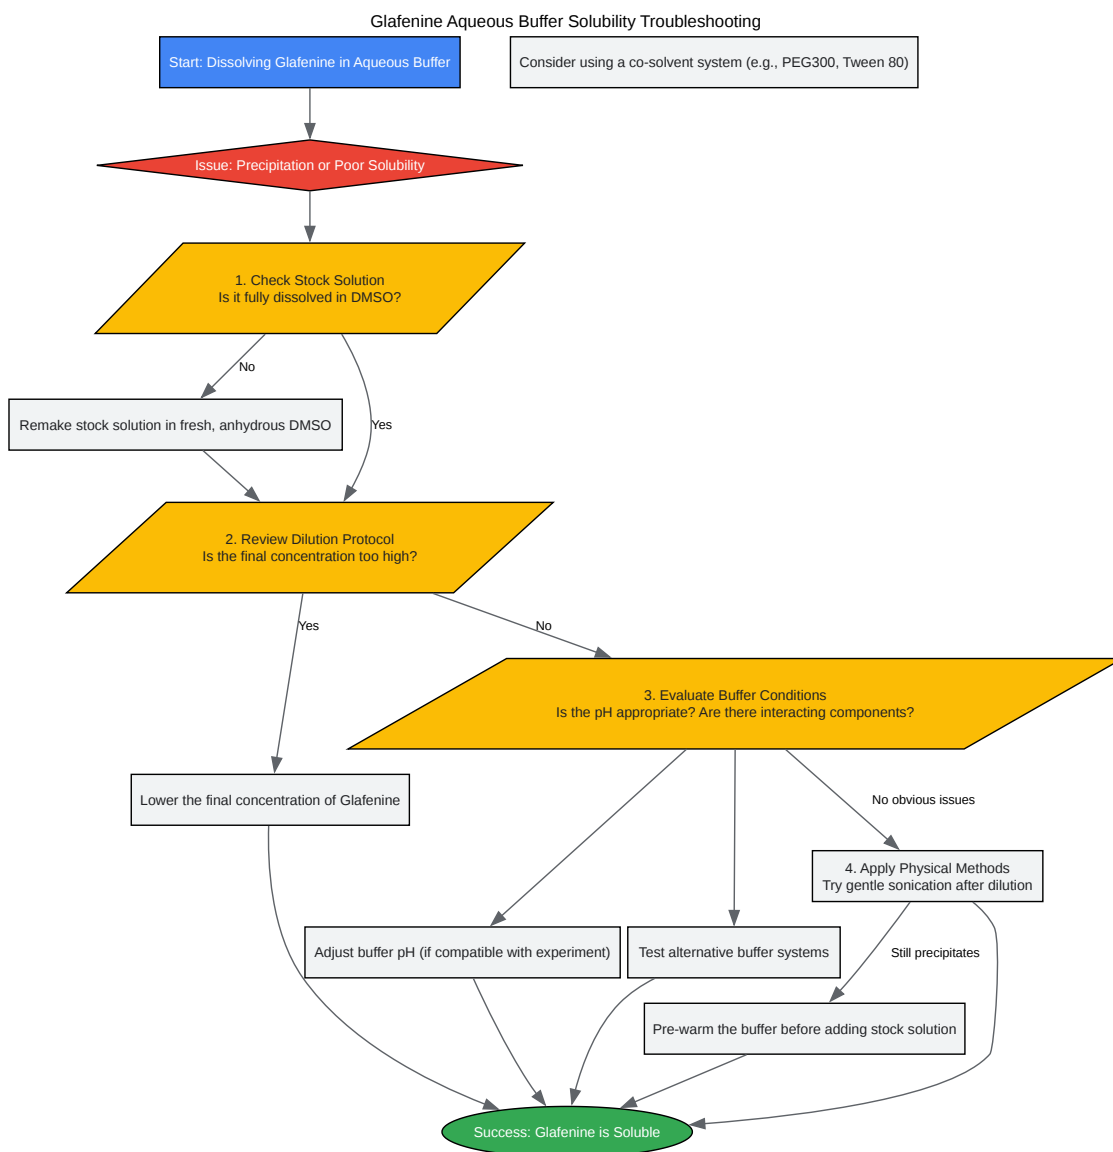 Glafenine Aqueous Buffer Solubility Troubleshooting
Start: Dissolving Glafenine in Aqueous Buffer
Consider using a co-solvent system (e.g., PEG300, Tween 80)
Issue: Precipitation or Poor Solubility
1. Check Stock Solution
Is it fully dissolved in DMSO?
No
Yes
Remake stock solution in fresh, anhydrous DMSO
2. Review Dilution Protocol
Is the final concentration too high?
Yes
No
3. Evaluate Buffer Conditions
Is the pH appropriate? Are there interacting components?
Lower the final concentration of Glafenine
No obvious issues
4. Apply Physical Methods
Try gentle sonication after dilution
Adjust buffer pH (if compatible with experiment)
Test alternative buffer systems
Still precipitates
Pre-warm the buffer before adding stock solution
Success: Glafenine is Soluble